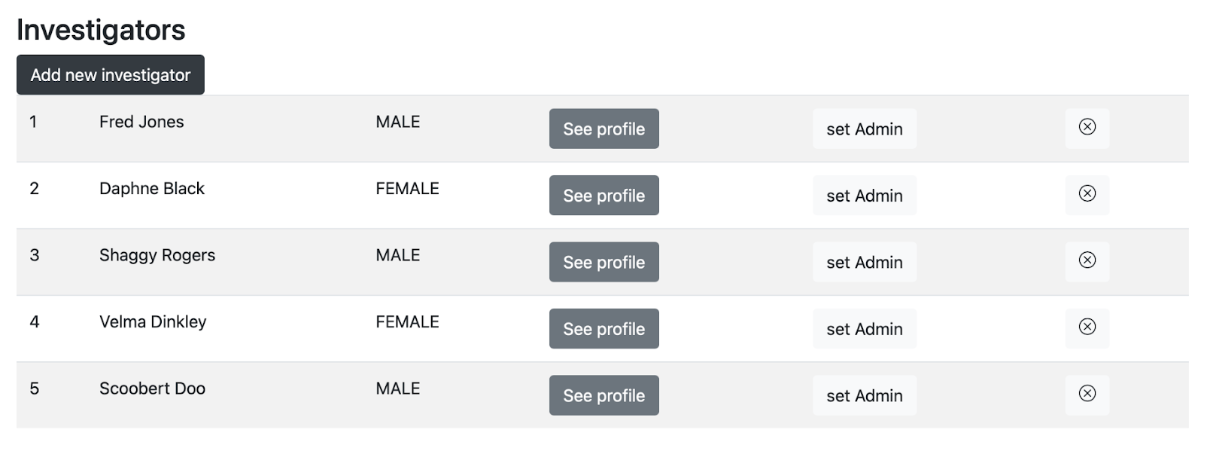 Investigators
Add new investigator
1 Fred Jones MALE See profile set Admin
2 Daphne Black FEMALE See profile set Admin
3 Shaggy Rogers MALE See profile set Admin
4 Velma Dinkley FEMALE See profile set Admin
5 Scoobert Doo MALE See profile set Admin